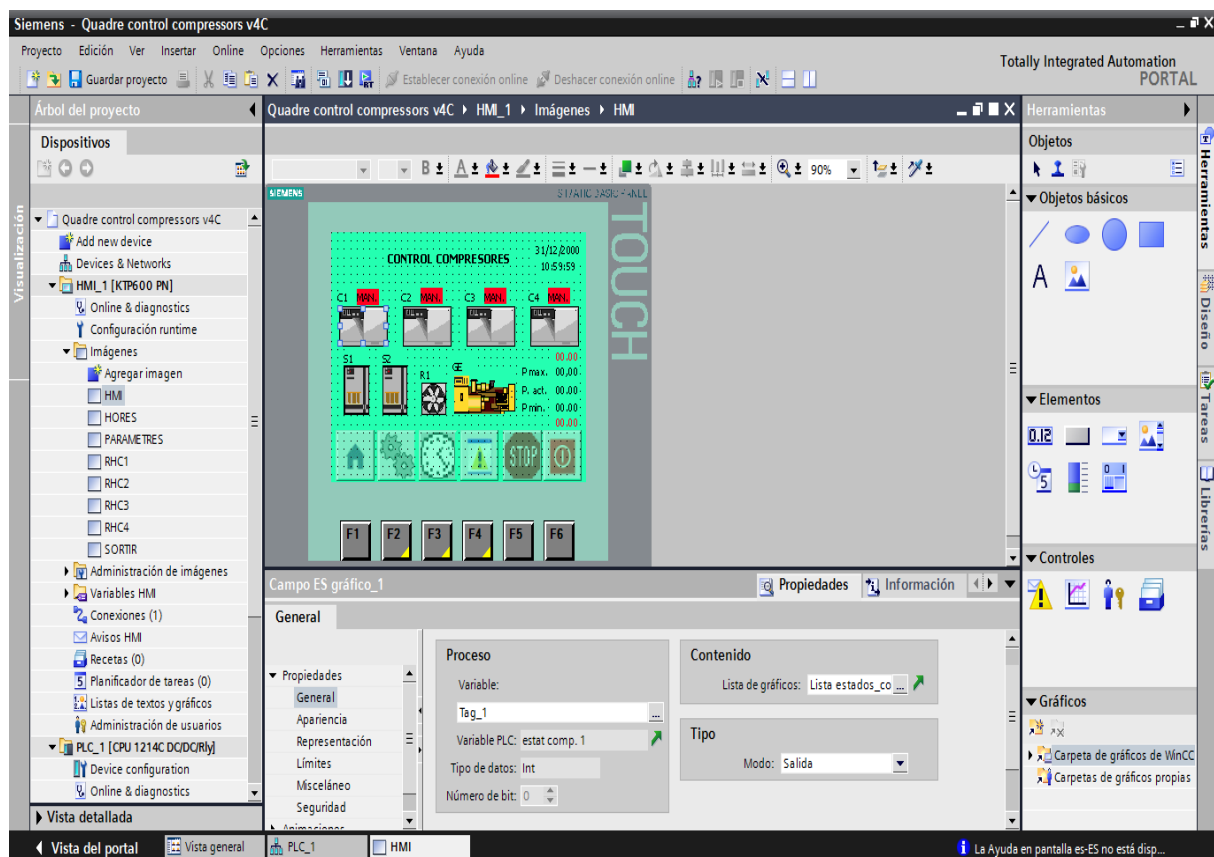 Siemens - Quadre control compressors v4C
Proyecto Edición Ver Insertar Online Opciones Herramientas Ventana Ayuda
Totally Integrated Automation
PORTAL
Guardar proyecto
Establecer conexión online
Deshacer conexión online
Árbol del proyecto
Quadre control compressors v4C HMI_1 Imágenes HMI
Herramientas
Dispositivos
Visualización
Quadre control compressors v4C
Add new device
Devices & Networks
HMI_1 [KTP600 PN]
Online & diagnostics
Configuración runtime
Imágenes
Agregar imagen
HMI
HORES
PARAMETRES
RHC1
RHC2
RHC3
RHC4
SORTIR
Administración de imágenes
Variables HMI
Conexiones (1)
Avisos HMI
Recetas (0)
Planificador de tareas (0)
Listas de textos y gráficos
Administración de usuarios
PLC_1 [CPU 1214C DC/DC/Rly]
Device configuration
Online & diagnostics
Vista detallada
B A 90%
SIEMENS
SIMATIC BASIC PANEL
TOUCH
CONTROL COMPRESORES
31/12/2000
10:59:59
C1 MAN. C2 MAN. C3 MAN. C4 MAN.
S1 S2 R1 GE
00.00
Pmax. 00,00
P. act. 00.00
Pmin. 00.00
00.00
STOP
F1 F2 F3 F4 F5 F6
Campo ES gráfico_1
Propiedades
Información
General
Propiedades
General
Apariencia
Representación
Límites
Misceláneo
Seguridad
Animaciones
Proceso
Variable:
Tag_1
Variable PLC: estat comp. 1
Tipo de datos: Int
Número de bit: 0
Contenido
Lista de gráficos: Lista estados_co ...
Tipo
Modo: Salida
Objetos
Objetos básicos
A
Elementos
0.12
5
0 1
Controles
Gráficos
Carpeta de gráficos de WinCC
Carpetas de gráficos propias
Herramientas
Diseño
Tareas
Librerías
Vista del portal
Vista general
PLC_1
HMI
La Ayuda en pantalla es-ES no está disp...